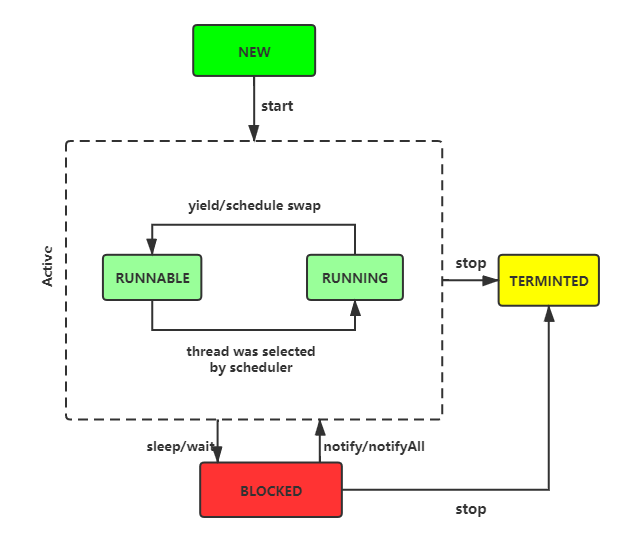 NEW
start
yield/schedule swap
Active
RUNNABLE
RUNNING
stop
TERMINTED
thread was selected
by scheduler
sleep/wait
notify/notifyAll
BLOCKED
stop